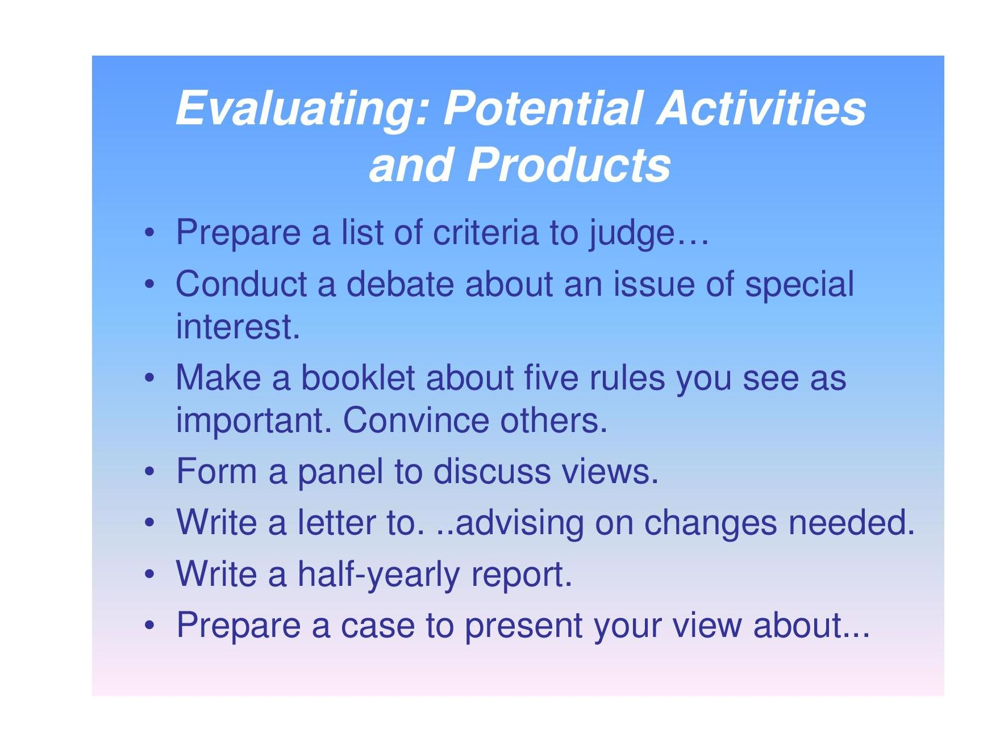 Evaluating: Potential Activities
and Products
• Prepare a list of criteria to judge…
• Conduct a debate about an issue of special
interest.
• Make a booklet about five rules you see as
important. Convince others.
• Form a panel to discuss views.
• Write a letter to. ..advising on changes needed.
• Write a half-yearly report.
• Prepare a case to present your view about...